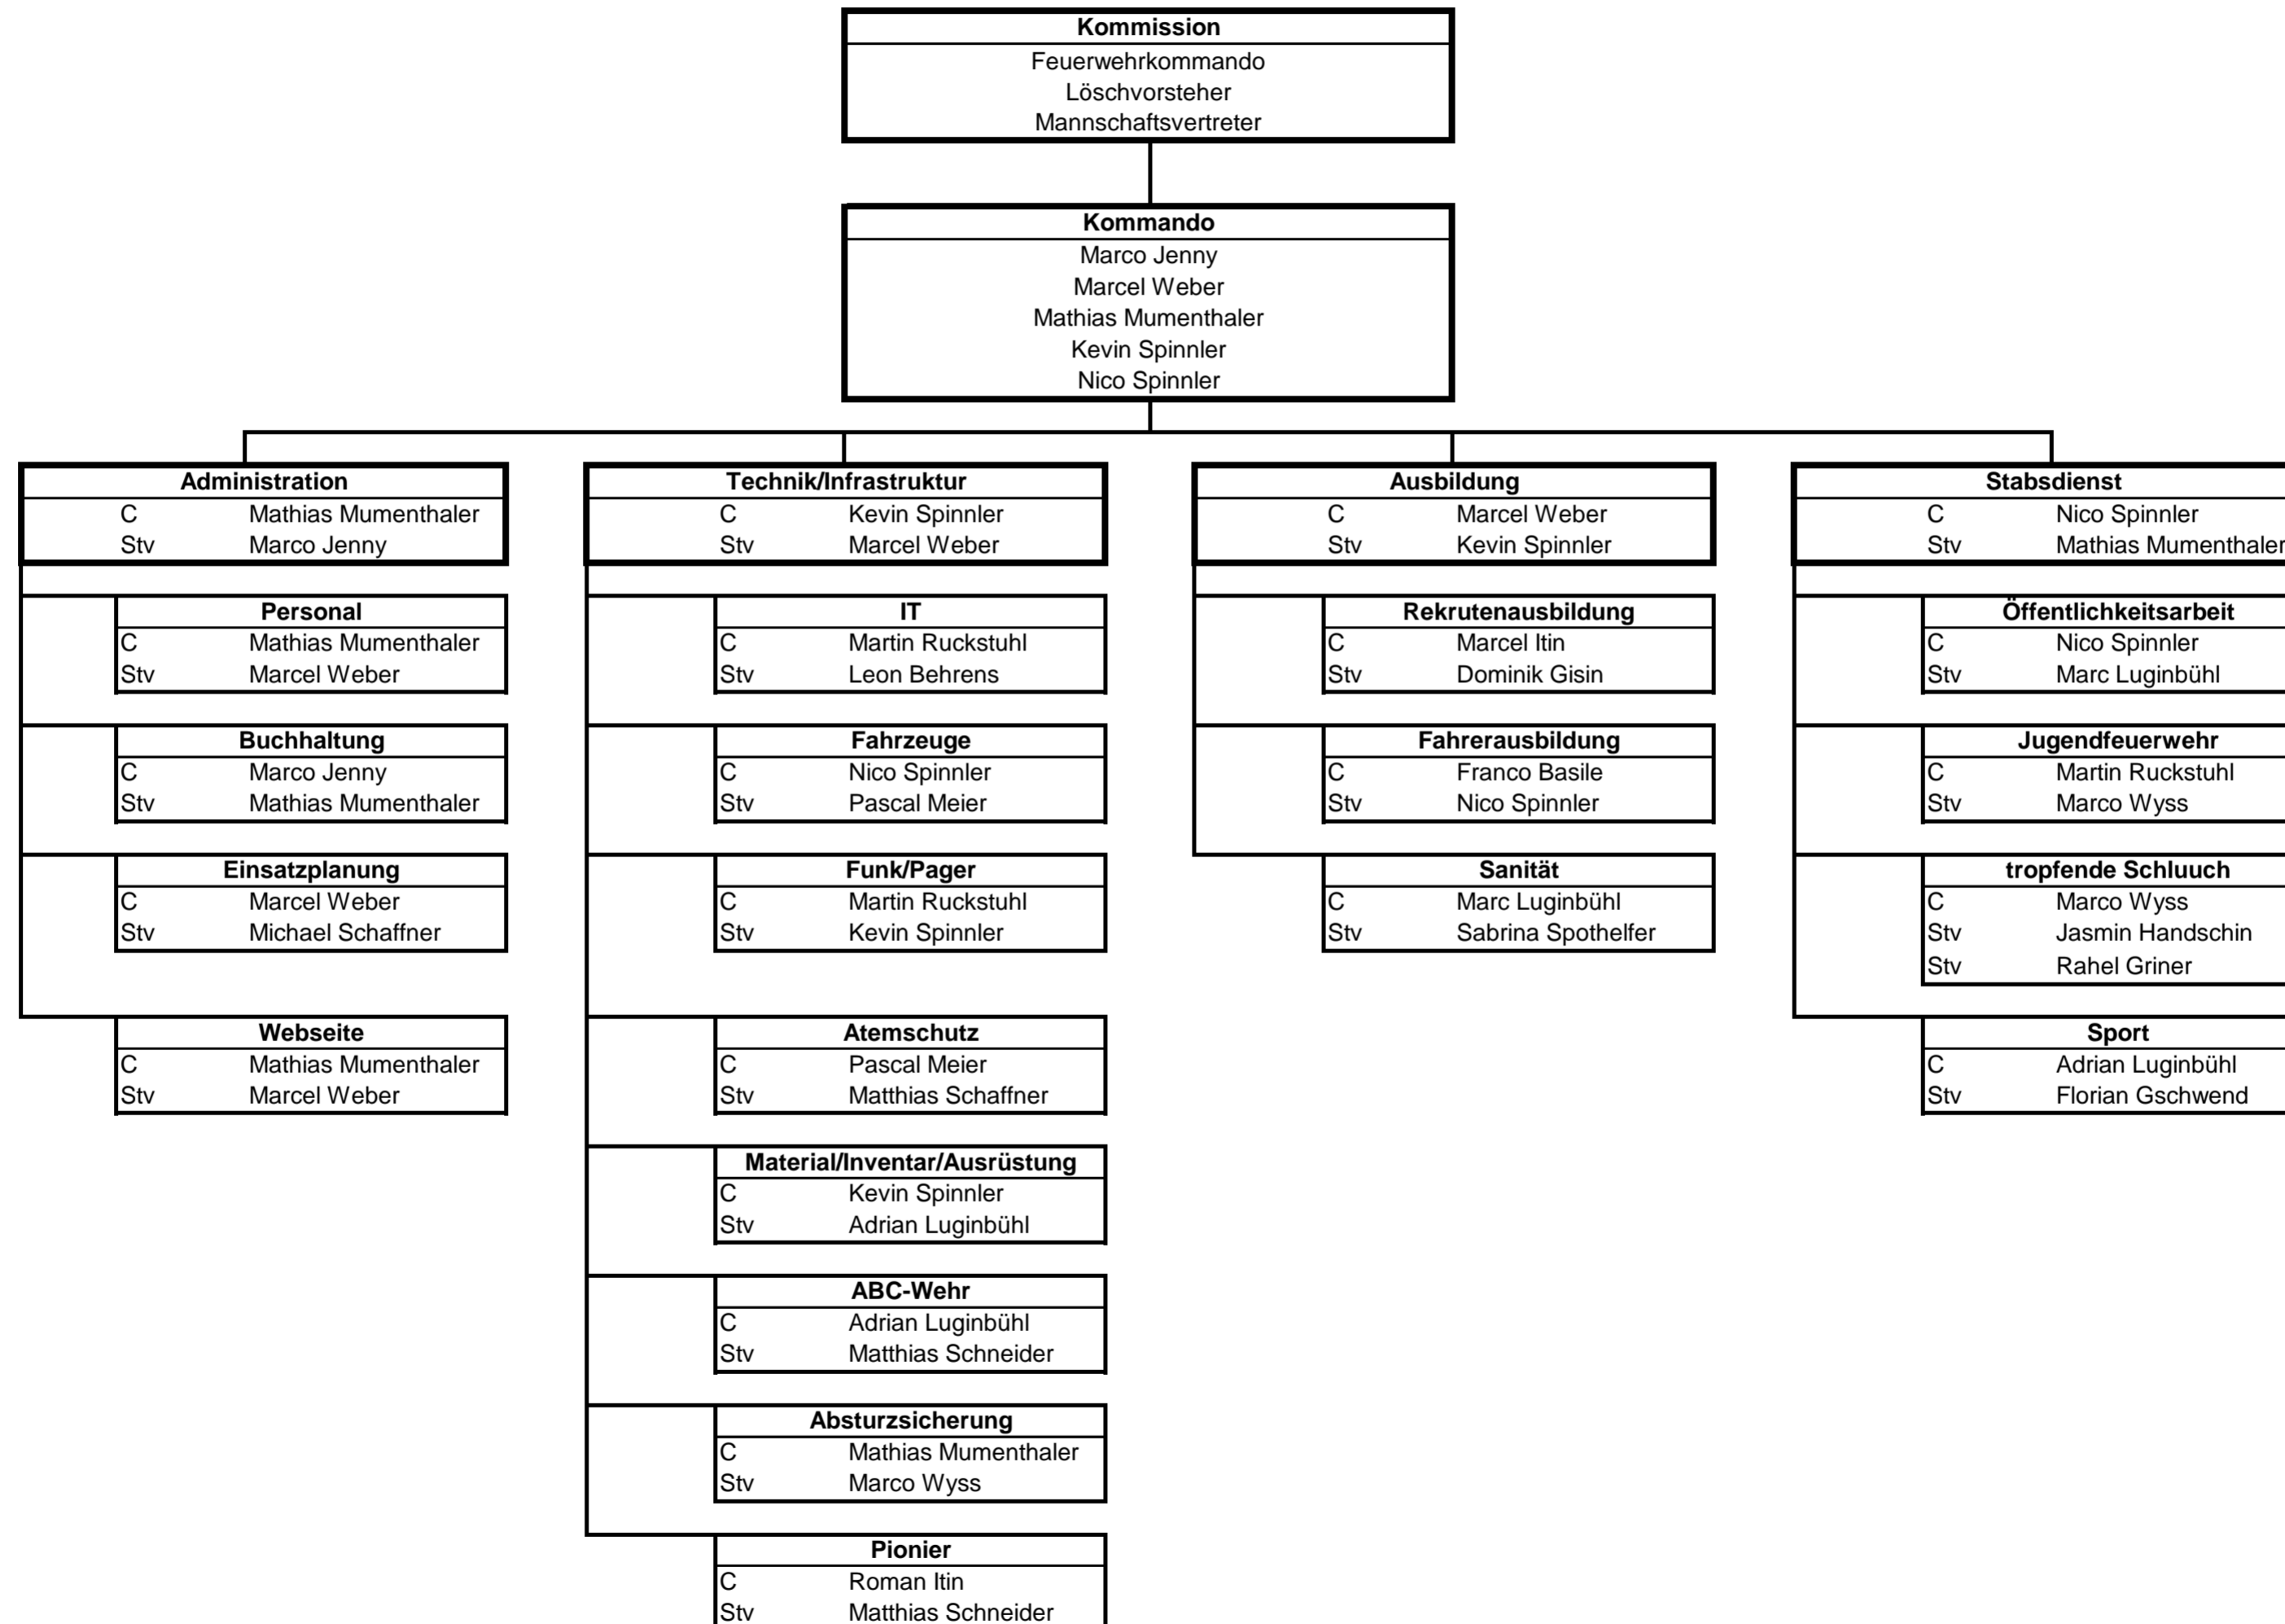 Kommission
Feuerwehrkommando
Löschvorsteher
Mannschaftsvertreter
Kommando
Marco Jenny
Marcel Weber
Mathias Mumenthaler
Kevin Spinnler
Nico Spinnler
Administration
C Mathias Mumenthaler
Stv Marco Jenny
Personal
C Mathias Mumenthaler
Stv Marcel Weber
Buchhaltung
C Marco Jenny
Stv Mathias Mumenthaler
Einsatzplanung
C Marcel Weber
Stv Michael Schaffner
Webseite
C Mathias Mumenthaler
Stv Marcel Weber
Technik/Infrastruktur
C Kevin Spinnler
Stv Marcel Weber
IT
C Martin Ruckstuhl
Stv Leon Behrens
Fahrzeuge
C Nico Spinnler
Stv Pascal Meier
Funk/Pager
C Martin Ruckstuhl
Stv Kevin Spinnler
Atemschutz
C Pascal Meier
Stv Matthias Schaffner
Material/Inventar/Ausrüstung
C Kevin Spinnler
Stv Adrian Luginbühl
ABC-Wehr
C Adrian Luginbühl
Stv Matthias Schneider
Absturzsicherung
C Mathias Mumenthaler
Stv Marco Wyss
Pionier
C Roman Itin
Stv Matthias Schneider
Ausbildung
C Marcel Weber
Stv Kevin Spinnler
Rekrutenausbildung
C Marcel Itin
Stv Dominik Gisin
Fahrerausbildung
C Franco Basile
Stv Nico Spinnler
Sanität
C Marc Luginbühl
Stv Sabrina Spothelfer
Stabsdienst
C Nico Spinnler
Stv Mathias Mumenthaler
Öffentlichkeitsarbeit
C Nico Spinnler
Stv Marc Luginbühl
Jugendfeuerwehr
C Martin Ruckstuhl
Stv Marco Wyss
tropfende Schluuch
C Marco Wyss
Stv Jasmin Handschin
Stv Rahel Griner
Sport
C Adrian Luginbühl
Stv Florian Gschwend